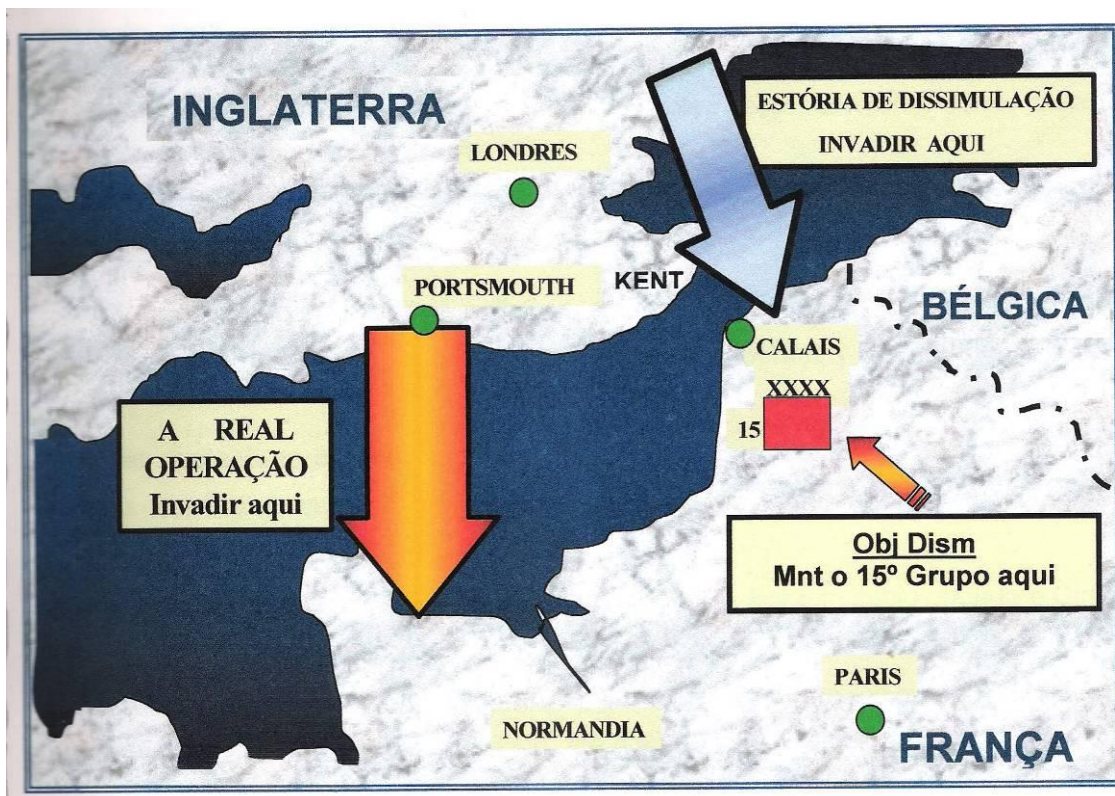 INGLATERRA
LONDRES
ESTÓRIA DE DISSIMULAÇÃO
INVADIR AQUI
PORTSMOUTH
KENT
BÉLGICA
CALAIS
XXXX
15
A REAL
OPERAÇÃO
Invadir aqui
Obj Dism
Mnt o 15º Grupo aqui
PARIS
NORMANDIA
FRANÇA